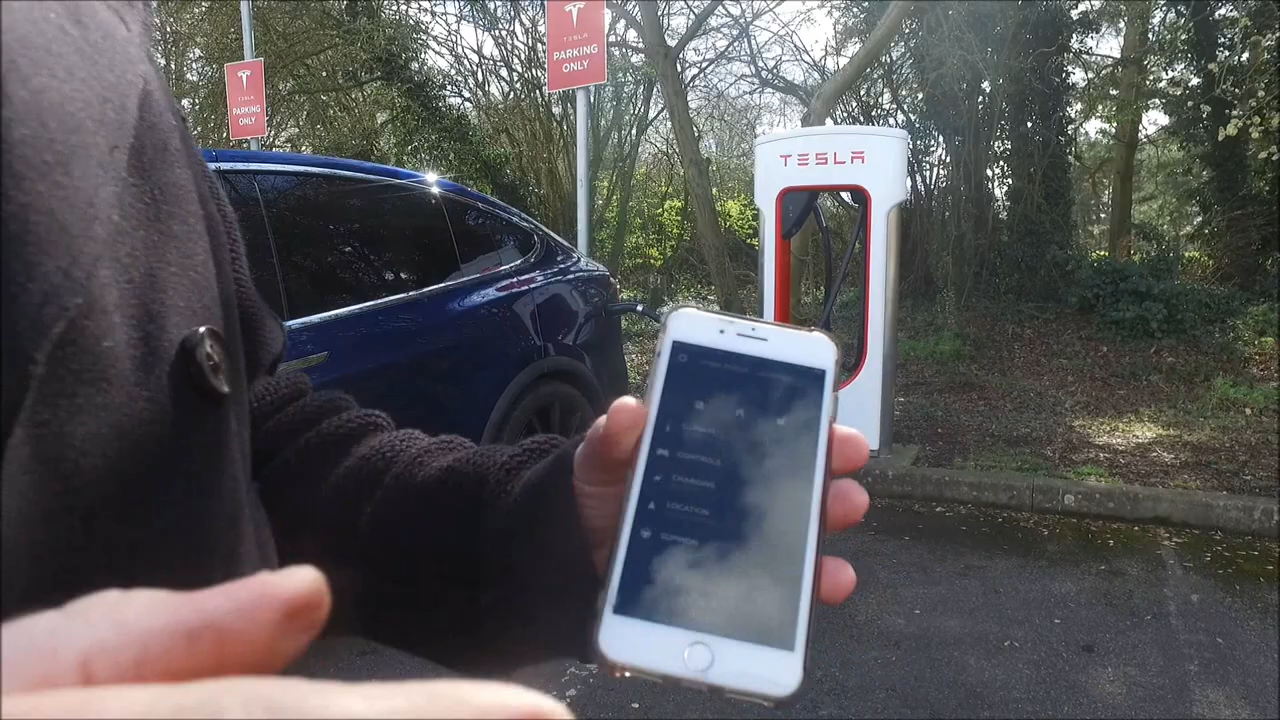 TESLA
PARKING
ONLY
TESLA
PARKING
ONLY
TESLA
CLIMATE
CONTROLS
CHARGING
LOCATION
SUMMON